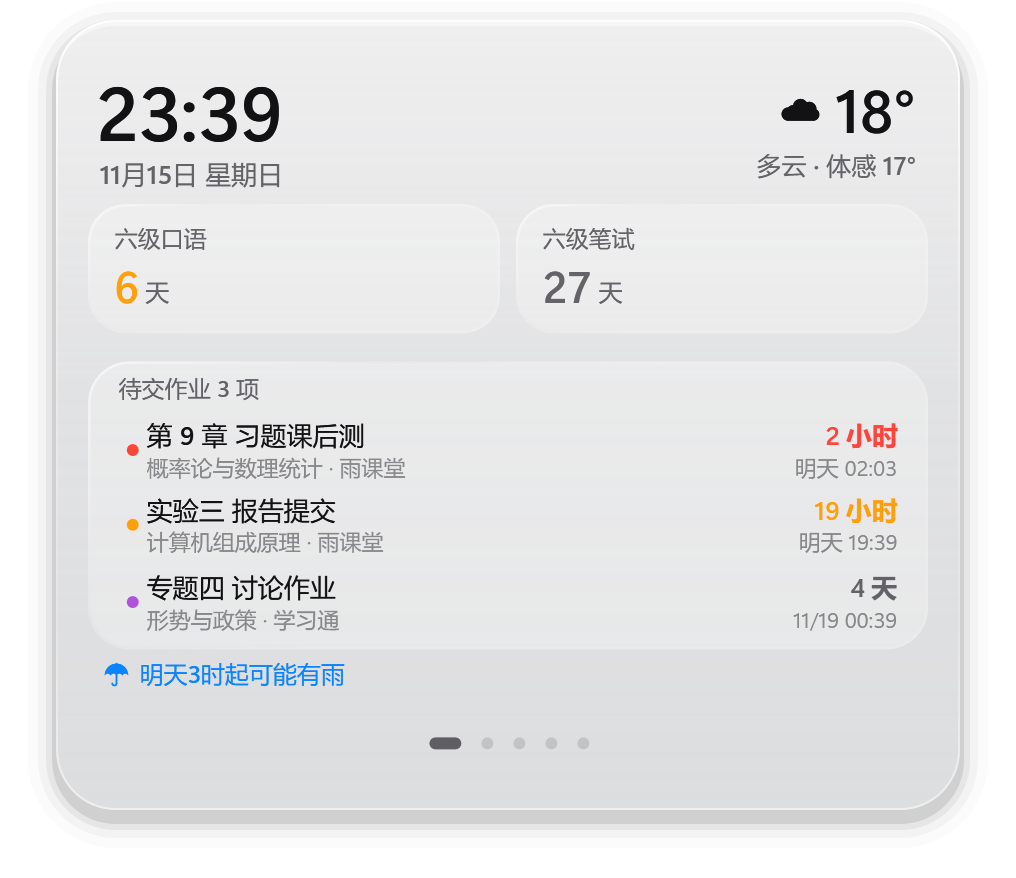 23:39
18°
11月15日 星期日
多云 · 体感 17°
六级口语
6 天
六级笔试
27 天
待交作业 3 项
第 9 章 习题课后测
2 小时
概率论与数理统计 · 雨课堂
明天 02:03
实验三 报告提交
19 小时
计算机组成原理 · 雨课堂
明天 19:39
专题四 讨论作业
4 天
形势与政策 · 学习通
11/19 00:39
明天3时起可能有雨